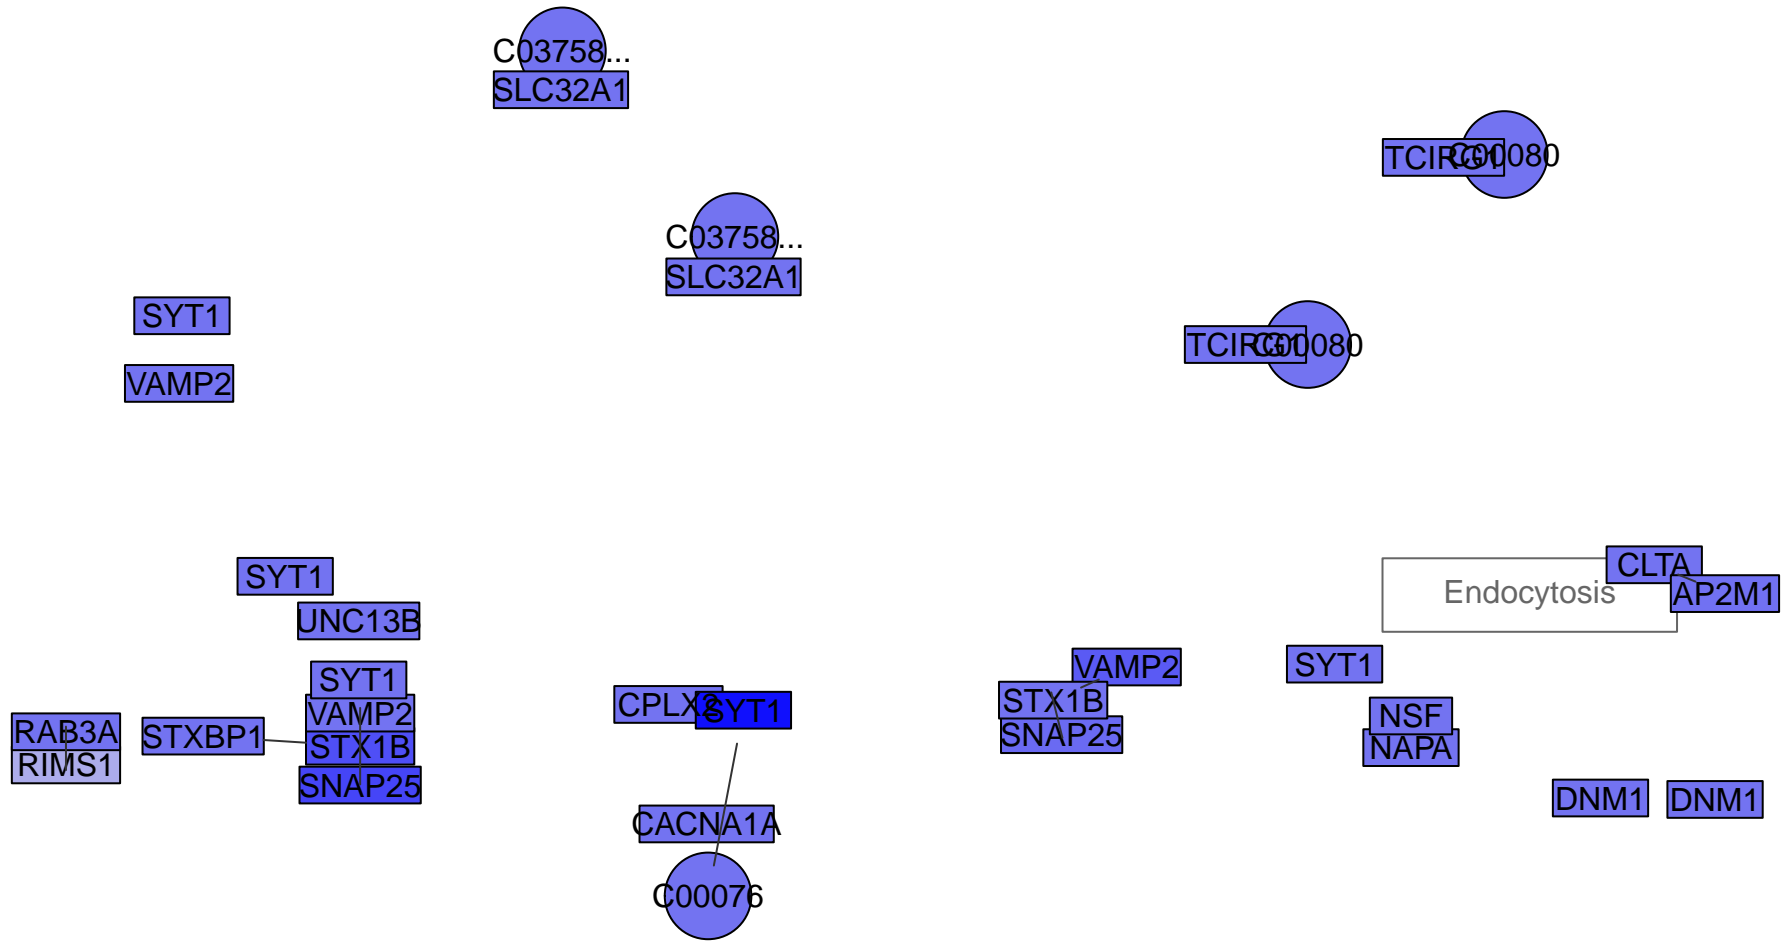 C03758...
SLC32A1
TCIRG1
C00080
C03758...
SLC32A1
SYT1
TCIRG1
C00080
VAMP2
SYT1
CLTA
Endocytosis
AP2M1
UNC13B
SYT1
VAMP2
SYT1
STX1B
CPLX2
SYT1
VAMP2
NSF
RAB3A
STXBP1
STX1B
SNAP25
NAPA
RIMS1
SNAP25
DNM1
DNM1
CACNA1A
C00076